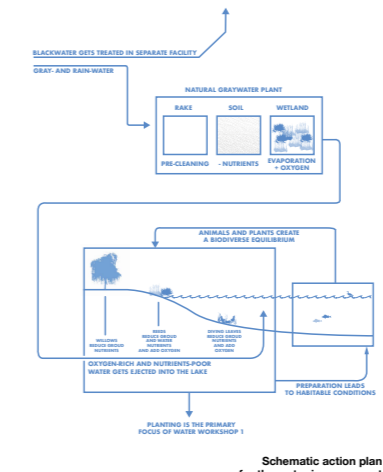 BLACKWATER GETS TREATED IN SEPARATE FACILITY
GRAY- AND RAIN-WATER
NATURAL GRAYWATER PLANT
RAKE
SOIL
WETLAND
PRE-CLEANING
- NUTRIENTS
EVAPORATION
+ OXYGEN
ANIMALS AND PLANTS CREATE
A BIODIVERSE EQUILIBRIUM
WILLOWS
REDUCE GROUD
NUTRIENTS
REEDS
REDUCE GROUD
AND WATER
NUTRIENTS
AND ADD OXYGEN
DIVING LEAVES
REDUCE GROUD
NUTRIENTS
AND ADD
OXYGEN
OXYGEN-RICH AND NUTRIENTS-POOR
WATER GETS EJECTED INTO THE LAKE
PREPARATION LEADS
TO HABITABLE CONDITIONS
PLANTING IS THE PRIMARY
FOCUS OF WATER WORKSHOP 1
Schematic action plan